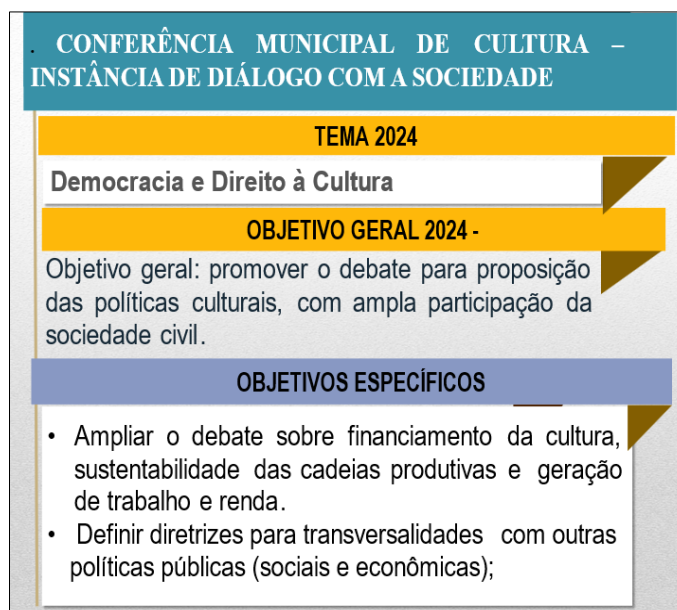 . CONFERÊNCIA MUNICIPAL DE CULTURA –
INSTÂNCIA DE DIÁLOGO COM A SOCIEDADE
TEMA 2024
Democracia e Direito à Cultura
OBJETIVO GERAL 2024 -
Objetivo geral: promover o debate para proposição
das políticas culturais, com ampla participação da
sociedade civil.
OBJETIVOS ESPECÍFICOS
• Ampliar o debate sobre financiamento da cultura,
sustentabilidade das cadeias produtivas e geração
de trabalho e renda.
• Definir diretrizes para transversalidades com outras
políticas públicas (sociais e econômicas);